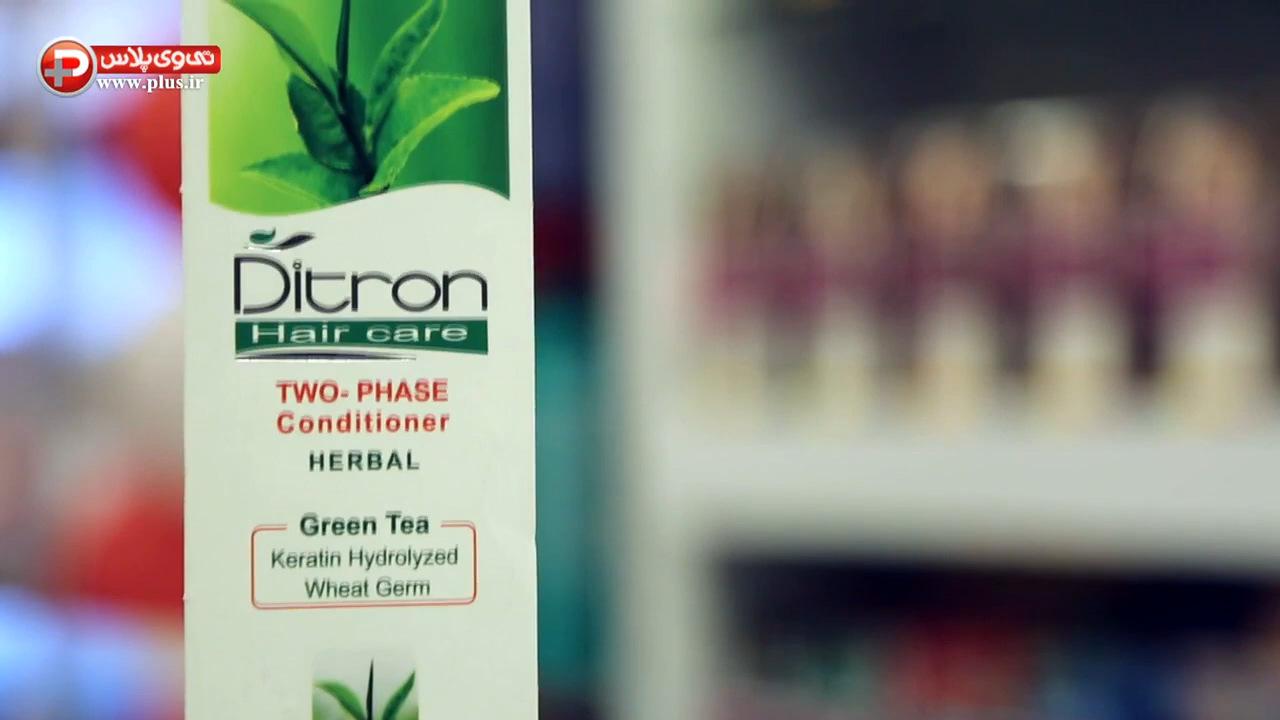 تی‌وی‌پلاس
www.plus.ir
Ditron
Hair care
TWO- PHASE
Conditioner
HERBAL
Green Tea
Keratin Hydrolyzed
Wheat Germ